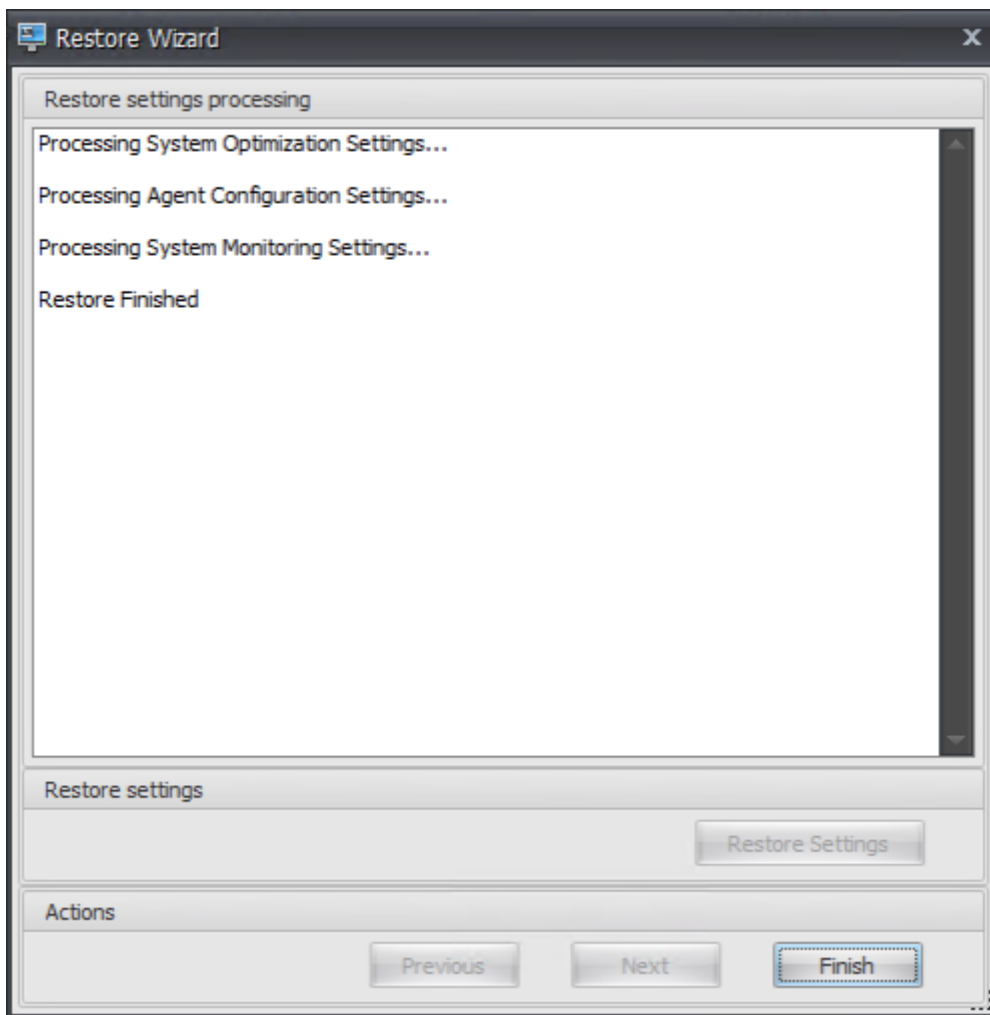 Restore Wizard
Restore settings processing
Processing System Optimization Settings...
Processing Agent Configuration Settings...
Processing System Monitoring Settings...
Restore Finished
Restore settings
Restore Settings
Actions
Previous
Next
Finish